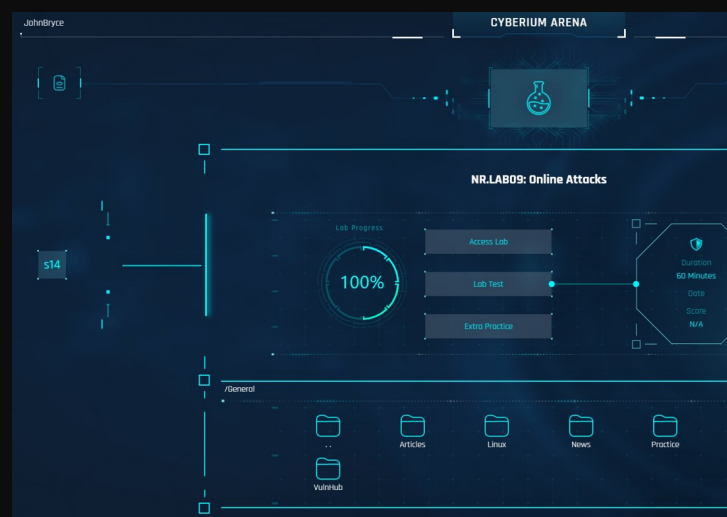 JohnBryce
CYBERIUM ARENA
NR.LAB09: Online Attacks
Lab Progress
100%
Access Lab
Lab Test
Extra Practice
Duration
60 Minutes
Date
Score
N/A
s14
/General
..
Articles
Linux
News
Practice
VulnHub